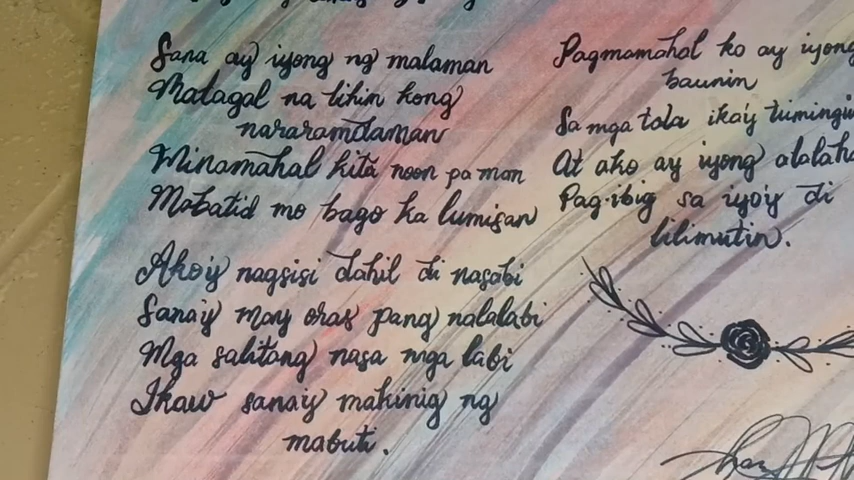 Sana ay iyong ng malaman
Matagal na lihim kong
nararamdaman
Minamahal kita noon pa man
Mabatid mo bago ka lumisan
Ako'y nagsisi dahil di nasabi
Sana'y may oras pang nalalabi
Mga salitang nasa mga labi
Ikaw sana'y makinig ng
mabuti.
Pagmamahal ko ay iyong
baunin
Sa mga tala ika'y
At ako ay iyong
Pag-ibig sa iyo'y di
lilimutin.